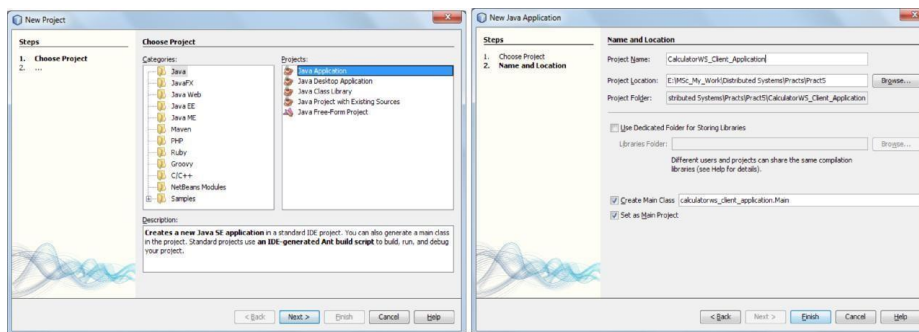 New Project
Steps
1. Choose Project
2. ...
Choose Project
Categories:
Java
JavaFX
Java Web
Java EE
Java ME
Maven
PHP
Ruby
Groovy
C/C++
NetBeans Modules
Samples
Projects:
Java Application
Java Desktop Application
Java Class Library
Java Project with Existing Sources
Java Free-Form Project
Description:
Creates a new Java SE application in a standard IDE project. You can also generate a main class
in the project. Standard projects use an IDE-generated Ant build script to build, run, and debug
your project.
< Back Next > Finish Cancel Help
New Java Application
Steps
1. Choose Project
2. Name and Location
Name and Location
Project Name: CalculatorWS_Client_Application
Project Location: E:\MSc_My_Work\Distributed Systems\Practs\Pract5 Browse...
Project Folder: stributed Systems\Practs\Pract5\CalculatorWS_Client_Application
Use Dedicated Folder for Storing Libraries
Libraries Folder: Browse...
Different users and projects can share the same compilation
libraries (see Help for details).
Create Main Class calculatorws_client_application.Main
Set as Main Project
< Back Next > Finish Cancel Help